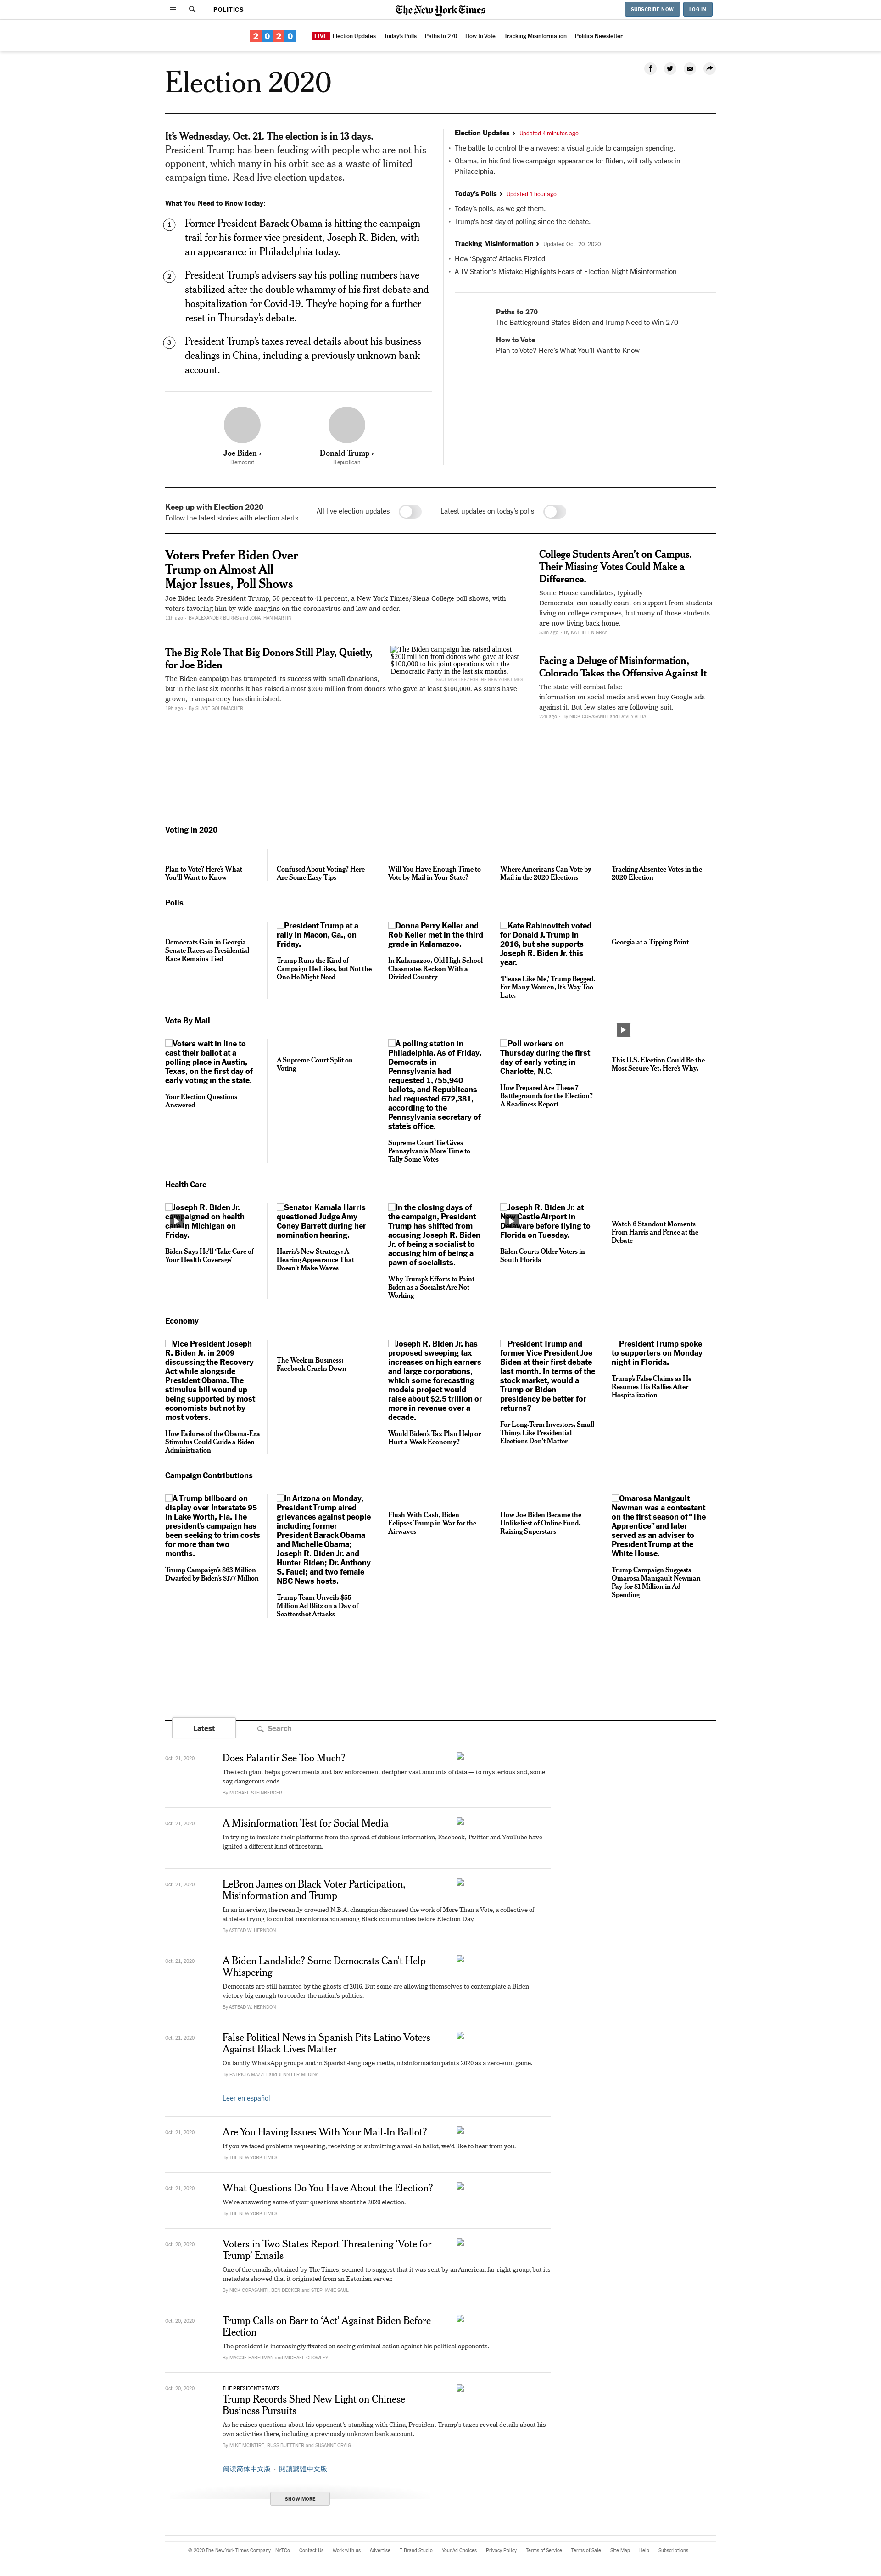 POLITICS
The New York Times
SUBSCRIBE NOW
LOG IN
2020
LIVE Election Updates
Today's Polls
Paths to 270
How to Vote
Tracking Misinformation
Politics Newsletter
Election 2020
It's Wednesday, Oct. 21. The election is in 13 days.
President Trump has been feuding with people who are not his
opponent, which many in his orbit see as a waste of limited
campaign time. Read live election updates.
What You Need to Know Today:
1 Former President Barack Obama is hitting the campaign
trail for his former vice president, Joseph R. Biden, with
an appearance in Philadelphia today.
2 President Trump's advisers say his polling numbers have
stabilized after the double whammy of his first debate and
hospitalization for Covid-19. They're hoping for a further
reset in Thursday's debate.
3 President Trump's taxes reveal details about his business
dealings in China, including a previously unknown bank
account.
Joe Biden ›
Democrat
Donald Trump ›
Republican
Election Updates › Updated 4 minutes ago
• The battle to control the airwaves: a visual guide to campaign spending.
• Obama, in his first live campaign appearance for Biden, will rally voters in
Philadelphia.
Today's Polls › Updated 1 hour ago
• Today's polls, as we get them.
• Trump's best day of polling since the debate.
Tracking Misinformation › Updated Oct. 20, 2020
• How 'Spygate' Attacks Fizzled
• A TV Station's Mistake Highlights Fears of Election Night Misinformation
Paths to 270
The Battleground States Biden and Trump Need to Win 270
How to Vote
Plan to Vote? Here's What You'll Want to Know
Keep up with Election 2020
Follow the latest stories with election alerts
All live election updates
Latest updates on today's polls
Voters Prefer Biden Over
Trump on Almost All
Major Issues, Poll Shows
Joe Biden leads President Trump, 50 percent to 41 percent, a New York Times/Siena College poll shows, with
voters favoring him by wide margins on the coronavirus and law and order.
11h ago – By ALEXANDER BURNS and JONATHAN MARTIN
The Big Role That Big Donors Still Play, Quietly,
for Joe Biden
The Biden campaign has trumpeted its success with small donations,
but in the last six months it has raised almost $200 million from donors who gave at least $100,000. As sums have
grown, transparency has diminished.
19h ago – By SHANE GOLDMACHER
The Biden campaign has raised almost
$200 million from donors who gave at least
$100,000 to his joint operations with the
Democratic Party in the last six months.
College Students Aren't on Campus.
Their Missing Votes Could Make a
Difference.
Some House candidates, typically
Democrats, can usually count on support from students
living on college campuses, but many of those students
are now living back home.
53m ago – By KATHLEEN GRAY
Facing a Deluge of Misinformation,
Colorado Takes the Offensive Against It
The state will combat false
information on social media and even buy Google ads
against it. But few states are following suit.
22h ago – By NICK CORASANITI and DAVEY ALBA
Voting in 2020
Plan to Vote? Here's What
You'll Want to Know
Confused About Voting? Here
Are Some Easy Tips
Will You Have Enough Time to
Vote by Mail in Your State?
Where Americans Can Vote by
Mail in the 2020 Elections
Tracking Absentee Votes in the
2020 Election
Polls
Democrats Gain in Georgia
Senate Races as Presidential
Race Remains Tied
President Trump at a
rally in Macon, Ga., on
Friday.
Trump Runs the Kind of
Campaign He Likes, but Not the
One He Might Need
Donna Perry Keller and
Rob Keller met in the third
grade in Kalamazoo.
In Kalamazoo, Old High School
Classmates Reckon With a
Divided Country
Kate Rabinovitch voted
for Donald J. Trump in
2016, but she supports
Joseph R. Biden Jr. this
year.
'Please Like Me,' Trump Begged.
For Many Women, It's Way Too
Late.
Georgia at a Tipping Point
Vote By Mail
Voters wait in line to
cast their ballot at a
polling place in Austin,
Texas, on the first day of
early voting in the state.
Your Election Questions
Answered
A Supreme Court Split on
Voting
A polling station in
Philadelphia. As of Friday,
Democrats in
Pennsylvania had
requested 1,755,940
ballots, and Republicans
had requested 672,381,
according to the
Pennsylvania secretary of
state's office.
Supreme Court Tie Gives
Pennsylvania More Time to
Tally Some Votes
Poll workers on
Thursday during the first
day of early voting in
Charlotte, N.C.
How Prepared Are These 7
Battlegrounds for the Election?
A Readiness Report
This U.S. Election Could Be the
Most Secure Yet. Here's Why.
Health Care
Joseph R. Biden Jr.
campaigned on health
care in Michigan on
Friday.
Biden Says He'll 'Take Care of
Your Health Coverage'
Senator Kamala Harris
questioned Judge Amy
Coney Barrett during her
nomination hearing.
Harris's New Strategy: A
Hearing Appearance That
Doesn't Make Waves
In the closing days of
the campaign, President
Trump has shifted from
accusing Joseph R. Biden
Jr. of being a socialist to
accusing him of being a
pawn of socialists.
Why Trump's Efforts to Paint
Biden as a Socialist Are Not
Working
Joseph R. Biden Jr. at
New Castle Airport in
Delaware before flying to
Florida on Tuesday.
Biden Courts Older Voters in
South Florida
Watch 6 Standout Moments
From Harris and Pence at the
Debate
Economy
Vice President Joseph
R. Biden Jr. in 2009
discussing the Recovery
Act while alongside
President Obama. The
stimulus bill wound up
being supported by most
economists but not by
most voters.
How Failures of the Obama-Era
Stimulus Could Guide a Biden
Administration
The Week in Business:
Facebook Cracks Down
Joseph R. Biden Jr. has
proposed sweeping tax
increases on high earners
and large corporations,
which some forecasting
models project would
raise about $2.5 trillion or
more in revenue over a
decade.
Would Biden's Tax Plan Help or
Hurt a Weak Economy?
President Trump and
former Vice President Joe
Biden at their first debate
last month. In terms of the
stock market, would a
Trump or Biden
presidency be better for
returns?
For Long-Term Investors, Small
Things Like Presidential
Elections Don't Matter
President Trump spoke
to supporters on Monday
night in Florida.
Trump's False Claims as He
Resumes His Rallies After
Hospitalization
Campaign Contributions
A Trump billboard on
display over Interstate 95
in Lake Worth, Fla. The
president's campaign has
been seeking to trim costs
for more than two
months.
Trump Campaign's $63 Million
Dwarfed by Biden's $177 Million
In Arizona on Monday,
President Trump aired
grievances against people
including former
President Barack Obama
and Michelle Obama;
Joseph R. Biden Jr. and
Hunter Biden; Dr. Anthony
S. Fauci; and two female
NBC News hosts.
Trump Team Unveils $55
Million Ad Blitz on a Day of
Scattershot Attacks
Flush With Cash, Biden
Eclipses Trump in War for the
Airwaves
How Joe Biden Became the
Unlikeliest of Online Fund-
Raising Superstars
Omarosa Manigault
Newman was a contestant
on the first season of "The
Apprentice" and later
served as an adviser to
President Trump at the
White House.
Trump Campaign Suggests
Omarosa Manigault Newman
Pay for $1 Million in Ad
Spending
Latest
Search
Oct. 21, 2020
Does Palantir See Too Much?
The tech giant helps governments and law enforcement decipher vast amounts of data — to mysterious and, some
say, dangerous ends.
By MICHAEL STEINBERGER
Oct. 21, 2020
A Misinformation Test for Social Media
In trying to insulate their platforms from the spread of dubious information, Facebook, Twitter and YouTube have
ignited a different kind of firestorm.
Oct. 21, 2020
LeBron James on Black Voter Participation,
Misinformation and Trump
In an interview, the recently crowned N.B.A. champion discussed the work of More Than a Vote, a collective of
athletes trying to combat misinformation among Black communities before Election Day.
By ASTEAD W. HERNDON
Oct. 21, 2020
A Biden Landslide? Some Democrats Can't Help
Whispering
Democrats are still haunted by the ghosts of 2016. But some are allowing themselves to contemplate a Biden
victory big enough to reorder the nation's politics.
By ASTEAD W. HERNDON
Oct. 21, 2020
False Political News in Spanish Pits Latino Voters
Against Black Lives Matter
On family WhatsApp groups and in Spanish-language media, misinformation paints 2020 as a zero-sum game.
By PATRICIA MAZZEI and JENNIFER MEDINA
Leer en español
Oct. 21, 2020
Are You Having Issues With Your Mail-In Ballot?
If you've faced problems requesting, receiving or submitting a mail-in ballot, we'd like to hear from you.
By THE NEW YORK TIMES
Oct. 21, 2020
What Questions Do You Have About the Election?
We're answering some of your questions about the 2020 election.
By THE NEW YORK TIMES
Oct. 20, 2020
Voters in Two States Report Threatening 'Vote for
Trump' Emails
One of the emails, obtained by The Times, seemed to suggest that it was sent by an American far-right group, but its
metadata showed that it originated from an Estonian server.
By NICK CORASANITI, BEN DECKER and STEPHANIE SAUL
Oct. 20, 2020
Trump Calls on Barr to 'Act' Against Biden Before
Election
The president is increasingly fixated on seeing criminal action against his political opponents.
By MAGGIE HABERMAN and MICHAEL CROWLEY
Oct. 20, 2020
THE PRESIDENT'S TAXES
Trump Records Shed New Light on Chinese
Business Pursuits
As he raises questions about his opponent's standing with China, President Trump's taxes reveal details about his
own activities there, including a previously unknown bank account.
By MIKE MCINTIRE, RUSS BUETTNER and SUSANNE CRAIG
阅读简体中文版 · 閱讀繁體中文版
SHOW MORE
© 2020 The New York Times Company
NYTCo
Contact Us
Work with us
Advertise
T Brand Studio
Your Ad Choices
Privacy Policy
Terms of Service
Terms of Sale
Site Map
Help
Subscriptions